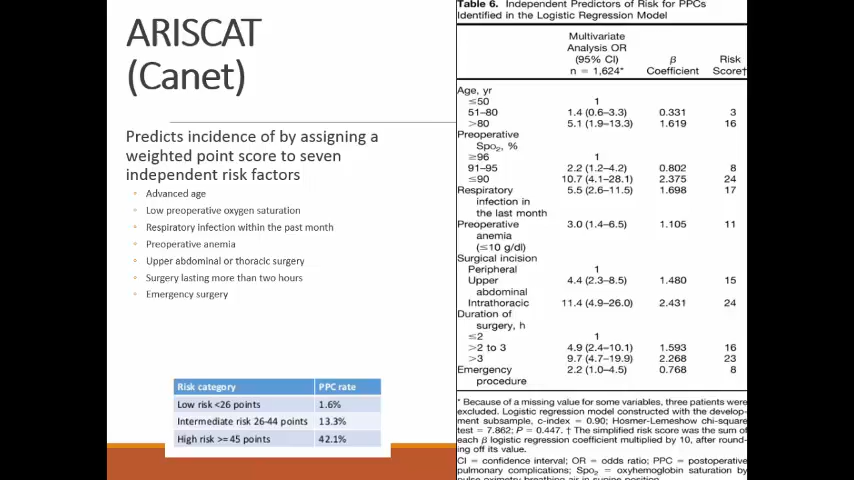 ARISCAT
(Canet)
Predicts incidence of by assigning a
weighted point score to seven
independent risk factors
Advanced age
Low preoperative oxygen saturation
Respiratory infection within the past month
Preoperative anemia
Upper abdominal or thoracic surgery
Surgery lasting more than two hours
Emergency surgery
Risk category PPC rate
Low risk <26 points 1.6%
Intermediate risk 26-44 points 13.3%
High risk >= 45 points 42.1%
Table 6. Independent Predictors of Risk for PPCs
Identified in the Logistic Regression Model
Multivariate
Analysis OR
(95% CI) β Risk
n = 1,624* Coefficient Score†
Age, yr
≤50 1
51–80 1.4 (0.6–3.3) 0.331 3
>80 5.1 (1.9–13.3) 1.619 16
Preoperative
SpO₂, %
≥96 1
91–95 2.2 (1.2–4.2) 0.802 8
≤90 10.7 (4.1–28.1) 2.375 24
Respiratory 5.5 (2.6–11.5) 1.698 17
infection in
the last month
Preoperative 3.0 (1.4–6.5) 1.105 11
anemia
(≤10 g/dl)
Surgical incision
Peripheral 1
Upper 4.4 (2.3–8.5) 1.480 15
abdominal
Intrathoracic 11.4 (4.9–26.0) 2.431 24
Duration of
surgery, h
≤2 1
>2 to 3 4.9 (2.4–10.1) 1.593 16
>3 9.7 (4.7–19.9) 2.268 23
Emergency 2.2 (1.0–4.5) 0.768 8
procedure
* Because of a missing value for some variables, three patients were
excluded. Logistic regression model constructed with the develop-
ment subsample, c-index = 0.90; Hosmer-Lemeshow chi-square
test = 7.862; P = 0.447. † The simplified risk score was the sum of
each β logistic regression coefficient multiplied by 10, after round-
ing off its value.
CI = confidence interval; OR = odds ratio; PPC = postoperative
pulmonary complications; SpO₂ = oxyhemoglobin saturation by
pulse oximetry breathing air in supine position.